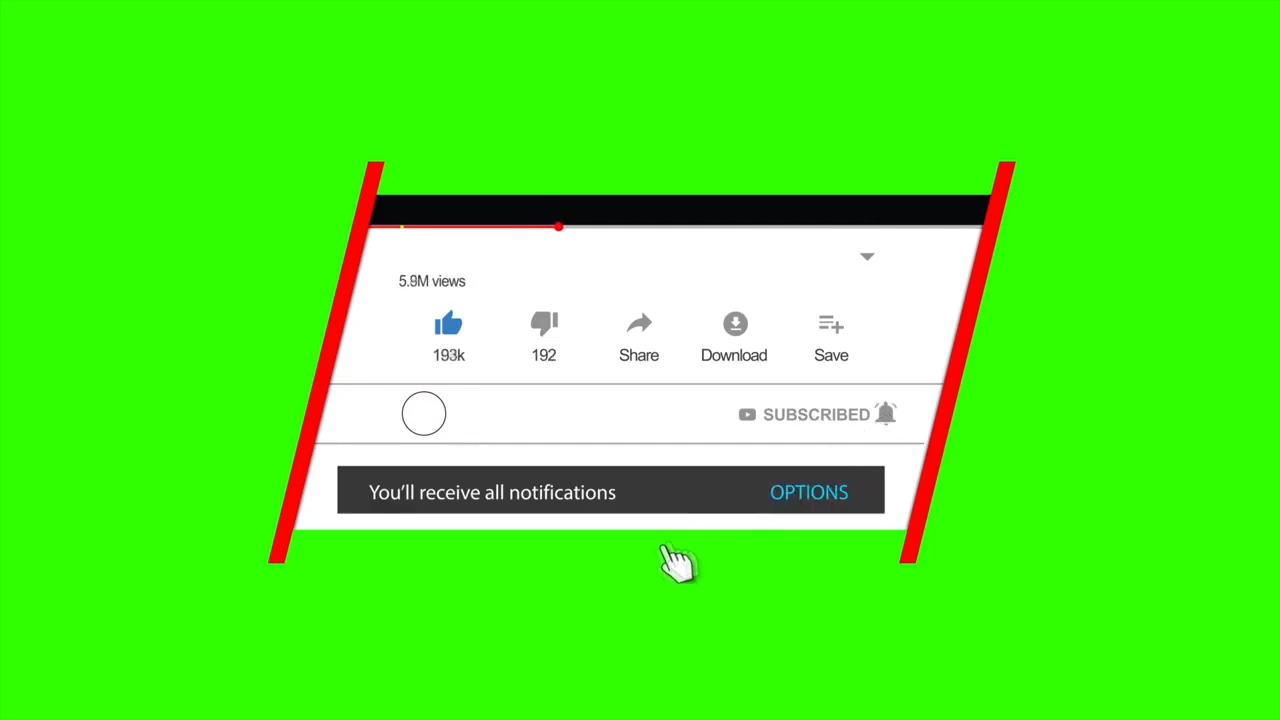 5.9M views
193k 192 Share Download Save
SUBSCRIBED
You'll receive all notifications OPTIONS